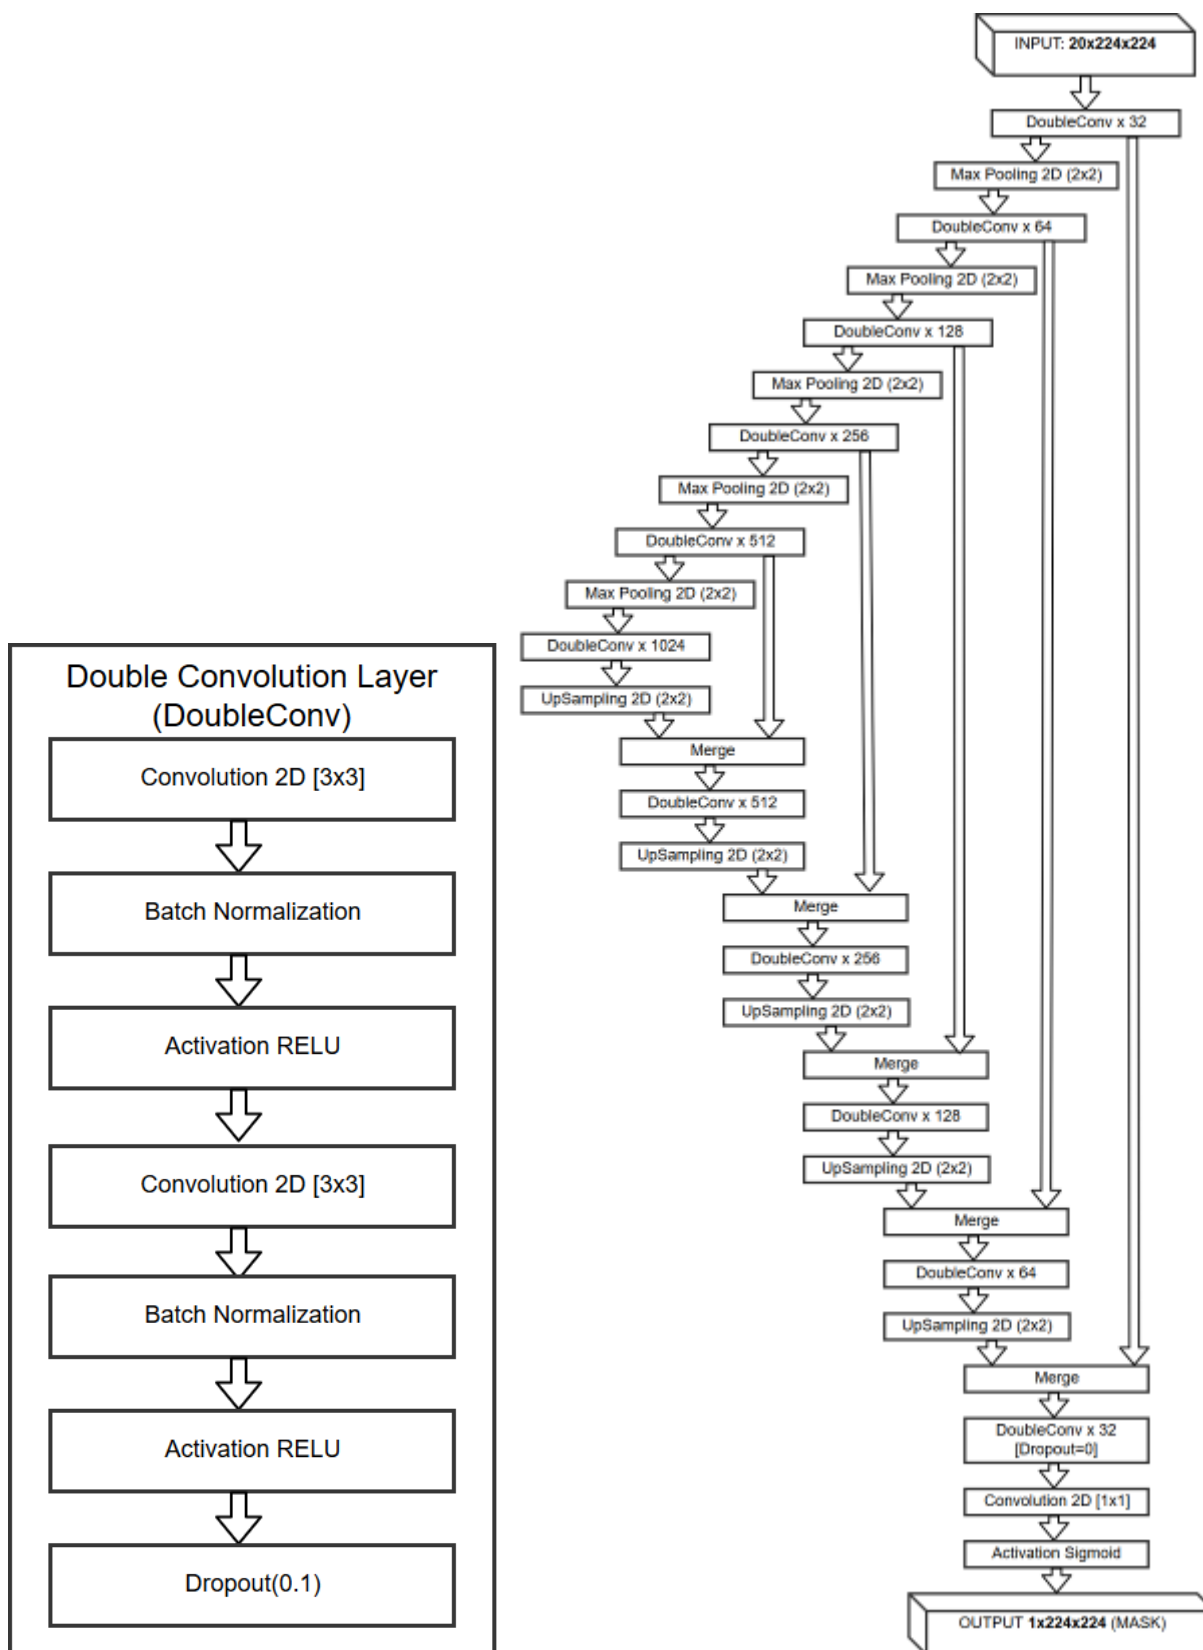 Double Convolution Layer
(DoubleConv)
Convolution 2D [3x3]
Batch Normalization
Activation RELU
Convolution 2D [3x3]
Batch Normalization
Activation RELU
Dropout(0.1)
INPUT: 20x224x224
DoubleConv x 32
Max Pooling 2D (2x2)
DoubleConv x 64
Max Pooling 2D (2x2)
DoubleConv x 128
Max Pooling 2D (2x2)
DoubleConv x 256
Max Pooling 2D (2x2)
DoubleConv x 512
Max Pooling 2D (2x2)
DoubleConv x 1024
UpSampling 2D (2x2)
Merge
DoubleConv x 512
UpSampling 2D (2x2)
Merge
DoubleConv x 256
UpSampling 2D (2x2)
Merge
DoubleConv x 128
UpSampling 2D (2x2)
Merge
DoubleConv x 64
UpSampling 2D (2x2)
Merge
DoubleConv x 32
[Dropout=0]
Convolution 2D [1x1]
Activation Sigmoid
OUTPUT 1x224x224 (MASK)